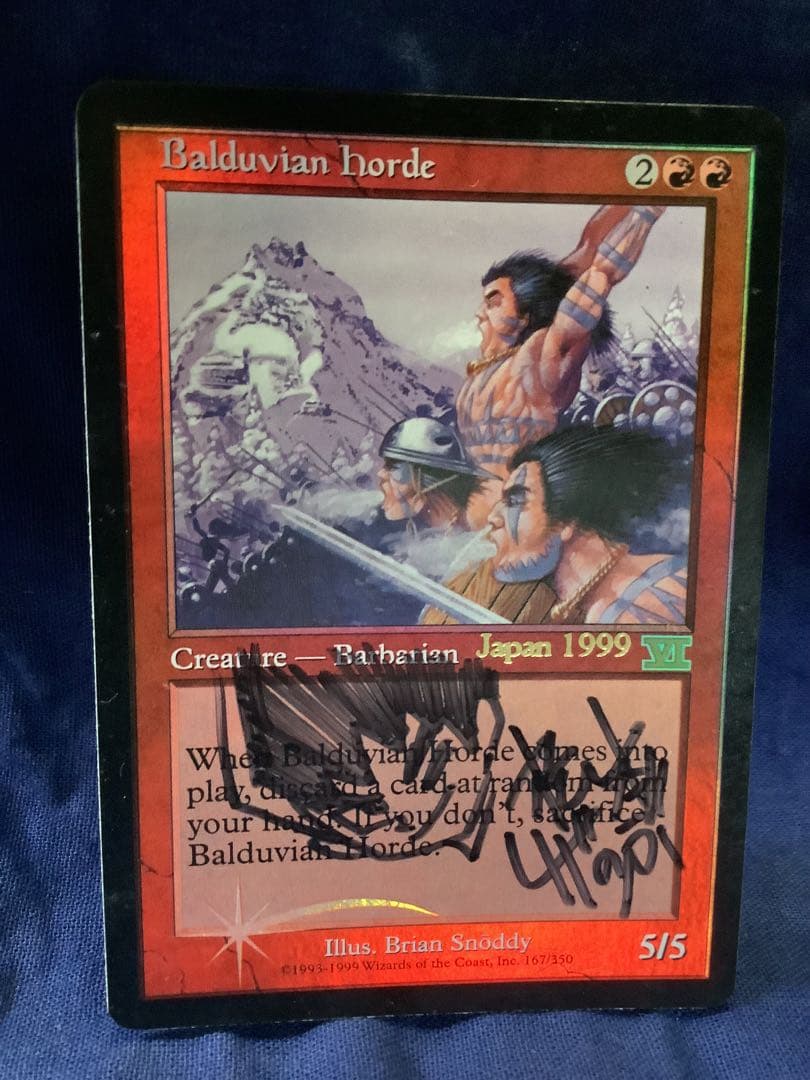 Balduvian Horde 2
Creature — Barbarian Japan 1999 VI
When Balduvian Horde comes into
play, discard a card at random from
your hand. If you don't, sacrifice
Balduvian Horde.
Illus. Brian Snōddy 5/5
©1993-1999 Wizards of the Coast, Inc. 167/350